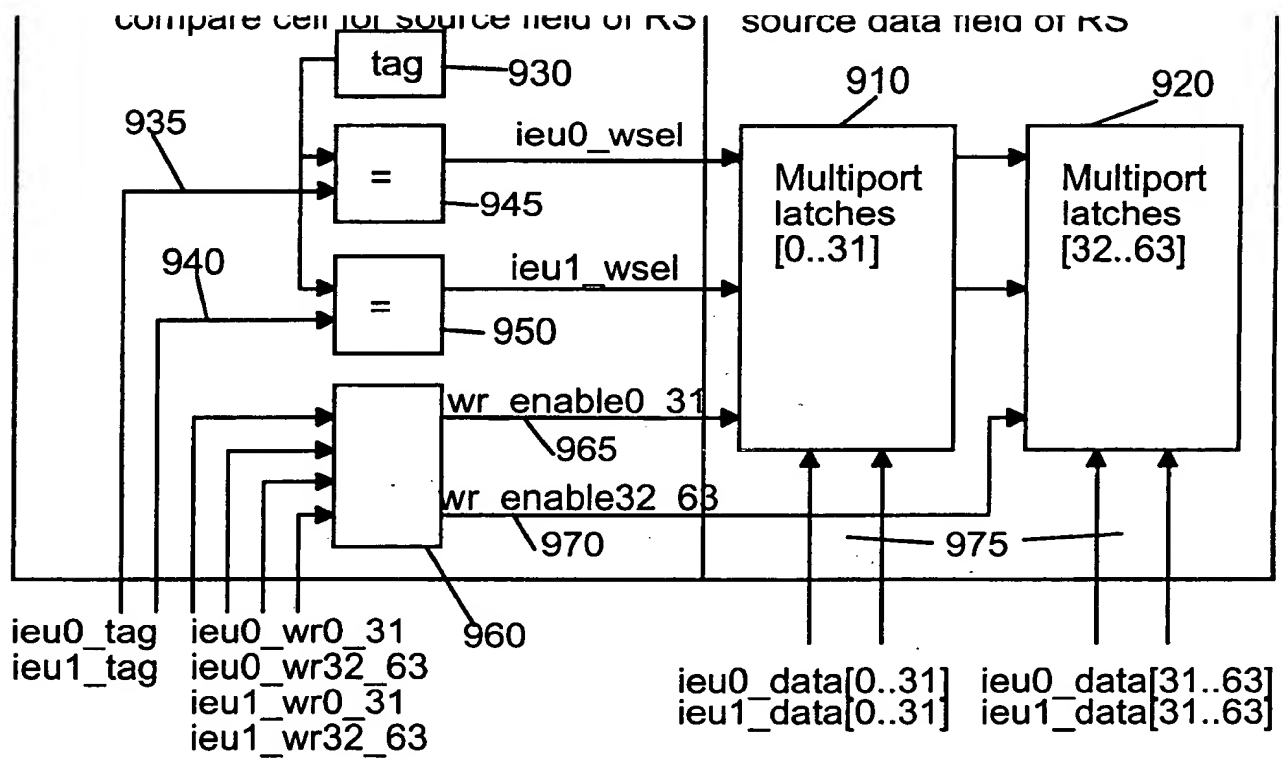 compare cell for source field of RS
source data field of RS
tag
930
910
920
935
ieu0_wsel
=
945
Multiport
latches
[0..31]
Multiport
latches
[32..63]
940
ieu1_wsel
=
950
wr_enable0_31
965
wr_enable32_63
970
975
ieu0_tag
ieu1_tag
ieu0_wr0_31
ieu0_wr32_63
ieu1_wr0_31
ieu1_wr32_63
960
ieu0_data[0..31]
ieu1_data[0..31]
ieu0_data[31..63]
ieu1_data[31..63]